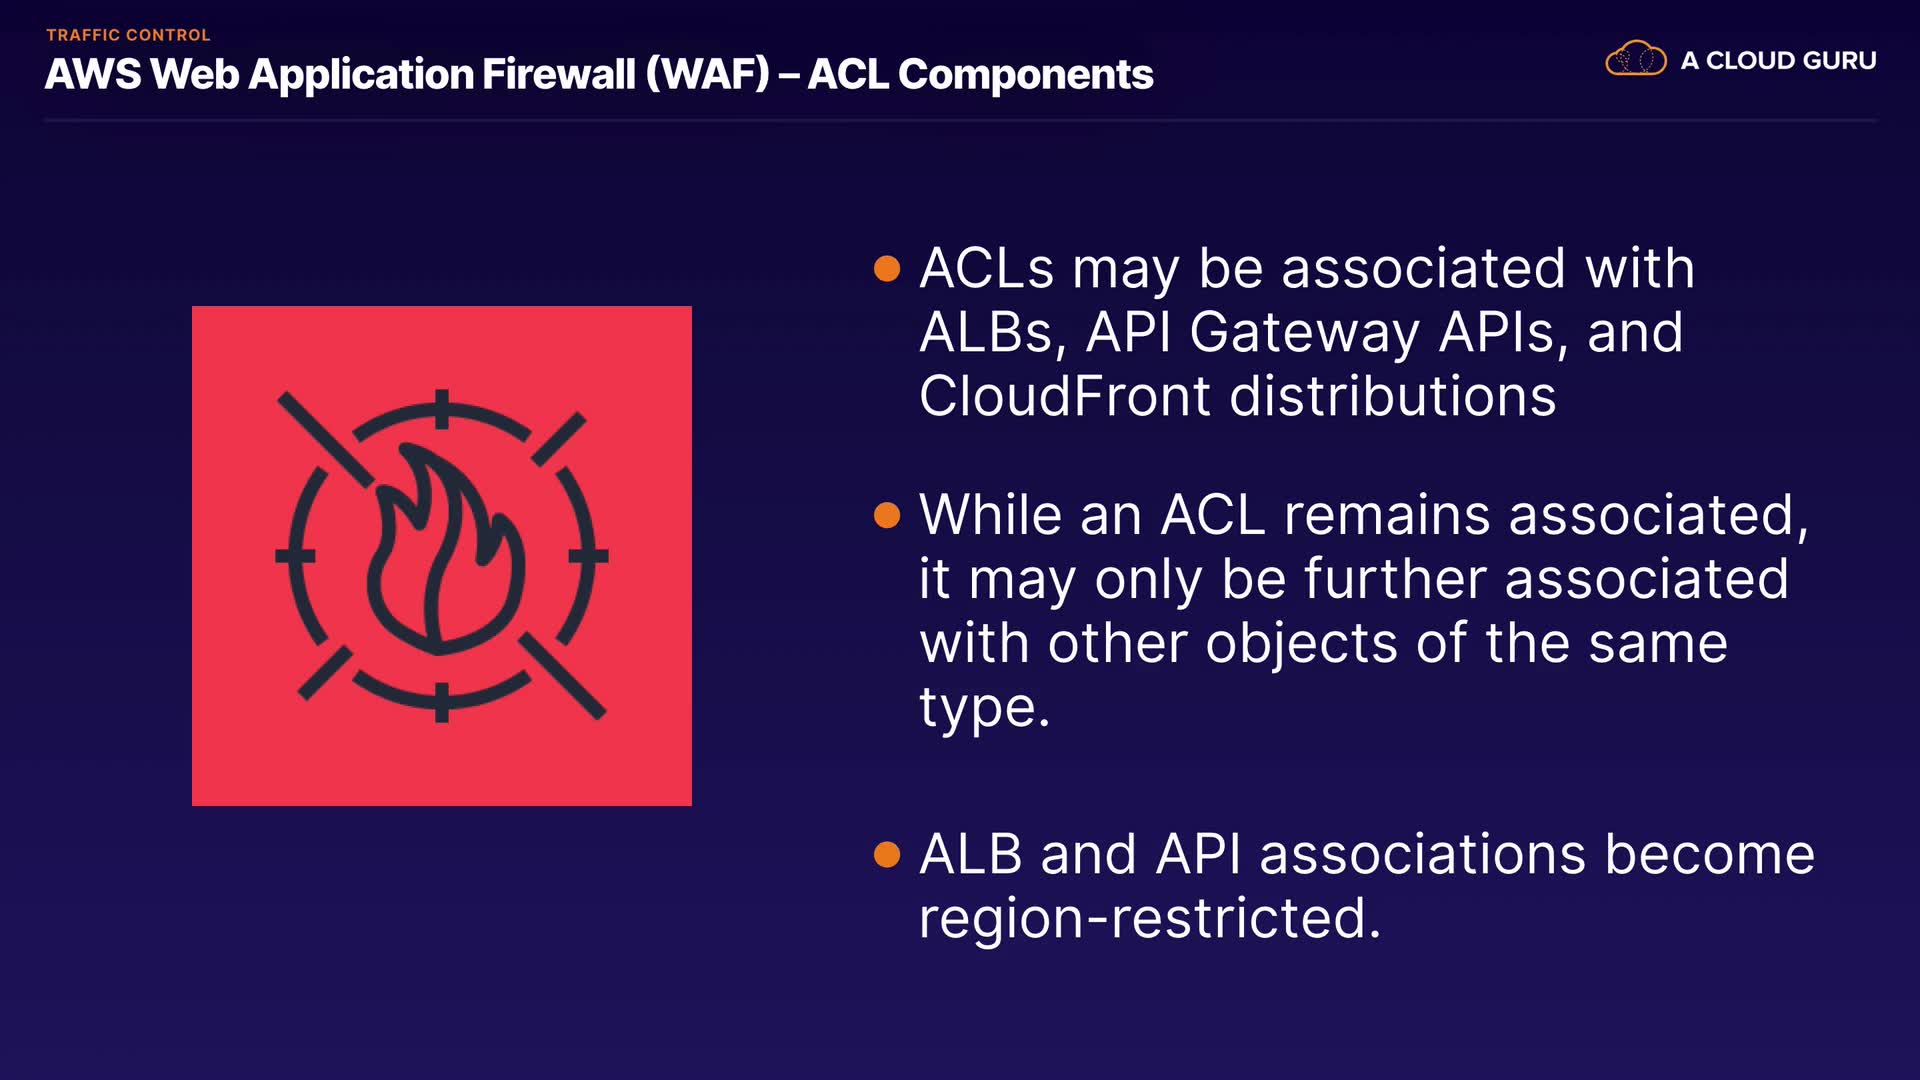 TRAFFIC CONTROL
AWS Web Application Firewall (WAF) – ACL Components
A CLOUD GURU
ACLs may be associated with
ALBs, API Gateway APIs, and
CloudFront distributions
While an ACL remains associated,
it may only be further associated
with other objects of the same
type.
ALB and API associations become
region-restricted.